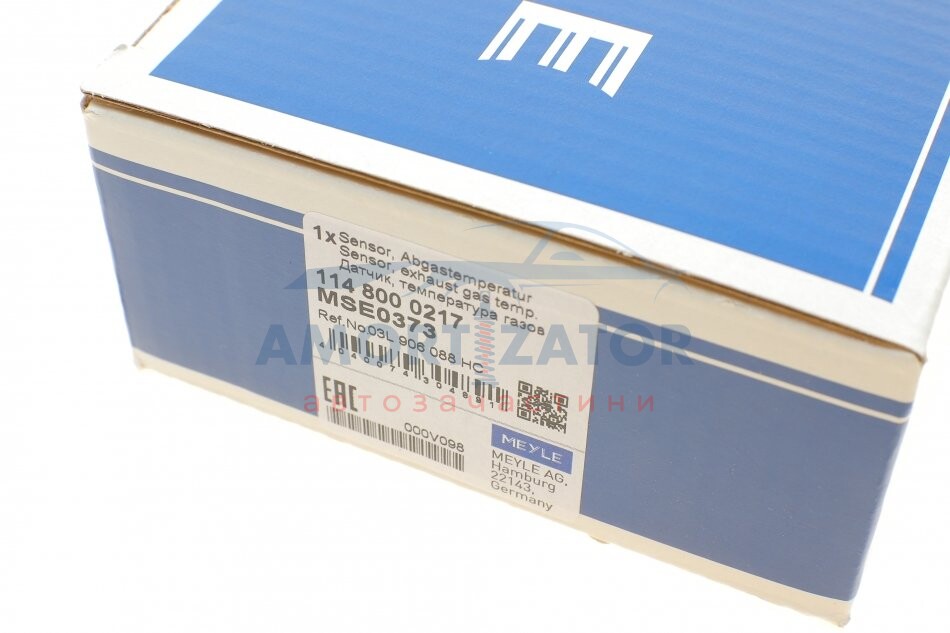 E
1x Sensor, Abgastemperatur
Sensor, exhaust gas temp.
Датчик, температура газов
114 800 0217
MSE0373
Ref.No 03L 906 088 HC
AMORTIZATOR
автозапчастини
EAC
000V098
MEYLE
MEYLE AG,
Hamburg
22143,
Germany